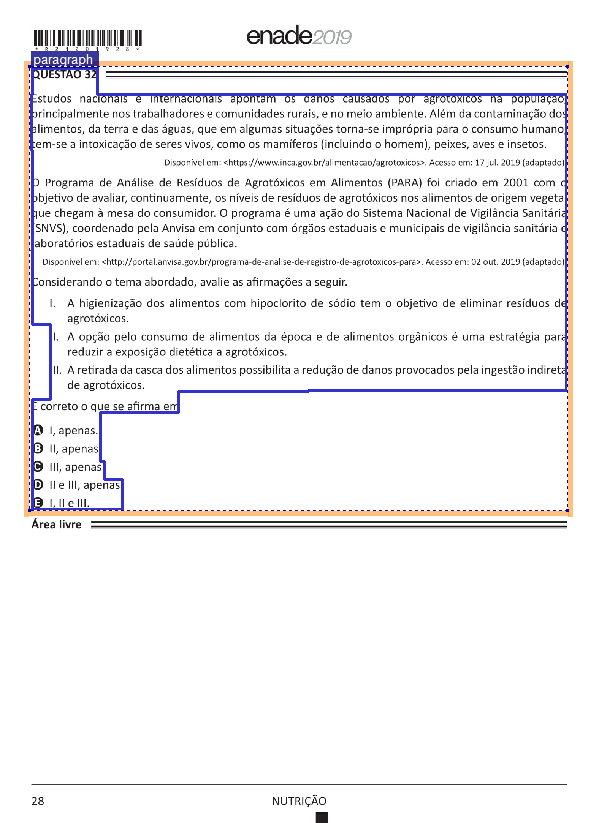 *R2120192 8*
enade2019
paragraph
QUESTÃO 32
Estudos nacionais e internacionais apontam os danos causados por agrotóxicos na população,
principalmente nos trabalhadores e comunidades rurais, e no meio ambiente. Além da contaminação dos
alimentos, da terra e das águas, que em algumas situações torna-se imprópria para o consumo humano,
tem-se a intoxicação de seres vivos, como os mamíferos (incluindo o homem), peixes, aves e insetos.
Disponível em: <https://www.inca.gov.br/alimentacao/agrotoxicos>. Acesso em: 17 jul. 2019 (adaptado).
O Programa de Análise de Resíduos de Agrotóxicos em Alimentos (PARA) foi criado em 2001 com o
objetivo de avaliar, continuamente, os níveis de resíduos de agrotóxicos nos alimentos de origem vegetal
que chegam à mesa do consumidor. O programa é uma ação do Sistema Nacional de Vigilância Sanitária
(SNVS), coordenado pela Anvisa em conjunto com órgãos estaduais e municipais de vigilância sanitária e
laboratórios estaduais de saúde pública.
Disponível em: <http://portal.anvisa.gov.br/programa-de-analise-de-registro-de-agrotoxicos-para>. Acesso em: 02 out. 2019 (adaptado).
Considerando o tema abordado, avalie as afirmações a seguir.
I. A higienização dos alimentos com hipoclorito de sódio tem o objetivo de eliminar resíduos de
agrotóxicos.
II. A opção pelo consumo de alimentos da época e de alimentos orgânicos é uma estratégia para
reduzir a exposição dietética a agrotóxicos.
III. A retirada da casca dos alimentos possibilita a redução de danos provocados pela ingestão indireta
de agrotóxicos.
É correto o que se afirma em
A I, apenas.
B II, apenas.
C III, apenas.
D II e III, apenas.
E I, II e III.
Área livre
28
NUTRIÇÃO